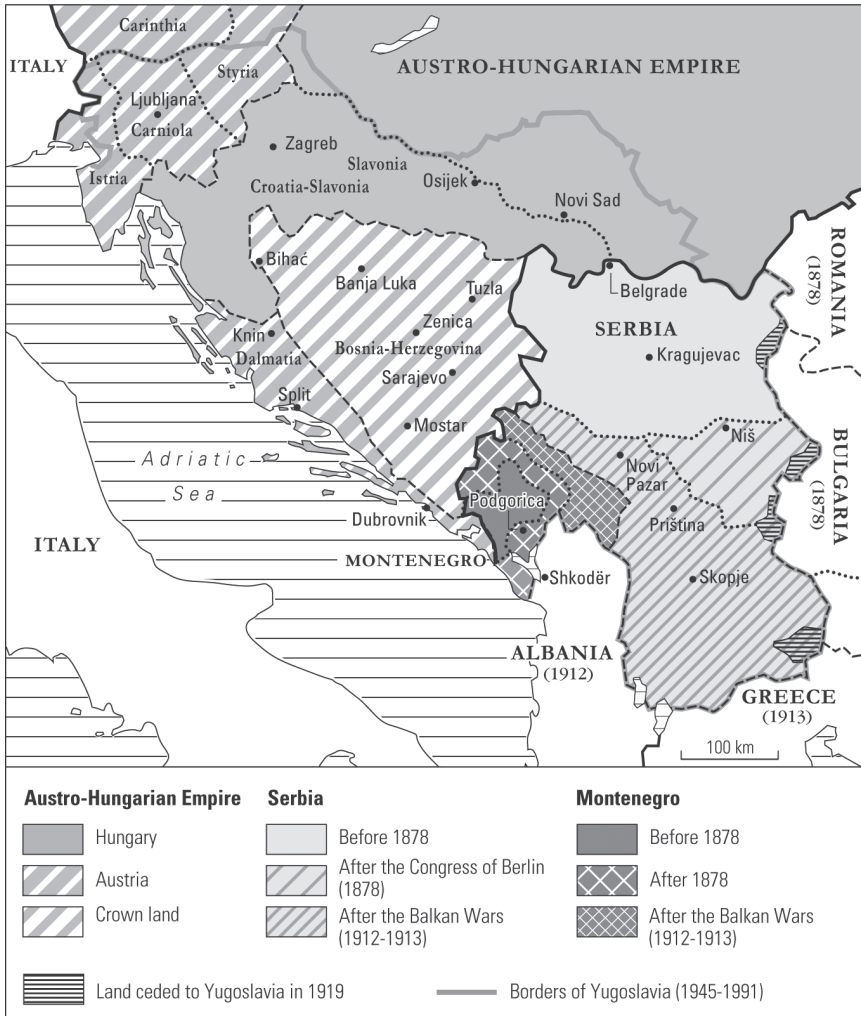 Carinthia
ITALY
Styria
AUSTRO-HUNGARIAN EMPIRE
Ljubljana
Carniola
Zagreb
Slavonia
Istria
Croatia-Slavonia
Osijek
Novi Sad
ROMANIA
(1878)
Bihać
Banja Luka
Tuzla
Belgrade
Zenica
SERBIA
Knin
Dalmatia
Bosnia-Herzegovina
Kragujevac
Sarajevo
Split
Mostar
Niš
BULGARIA
(1878)
Adriatic
Sea
Novi
Pazar
Podgorica
Priština
Dubrovnik
ITALY
MONTENEGRO
Shkodër
Skopje
ALBANIA
(1912)
GREECE
(1913)
100 km
Austro-Hungarian Empire
Hungary
Austria
Crown land
Serbia
Before 1878
After the Congress of Berlin
(1878)
After the Balkan Wars
(1912-1913)
Montenegro
Before 1878
After 1878
After the Balkan Wars
(1912-1913)
Land ceded to Yugoslavia in 1919
Borders of Yugoslavia (1945-1991)